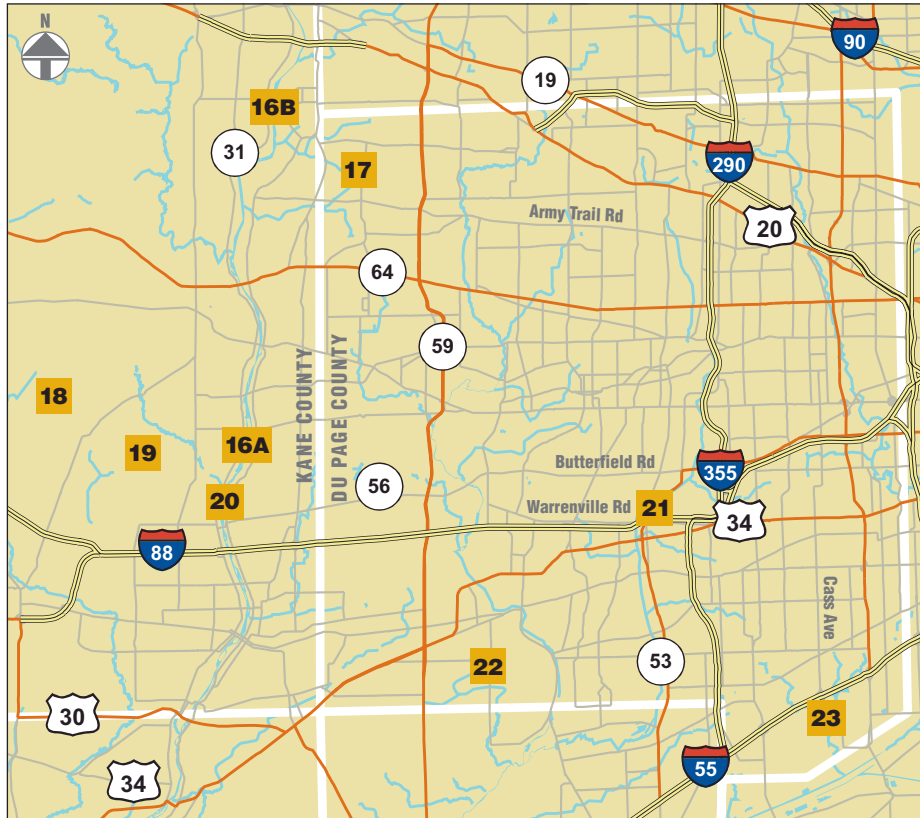 N
90
19
16B
31
290
17
Army Trail Rd
20
64
59
KANE COUNTY
DU PAGE COUNTY
18
19
16A
Butterfield Rd
355
56
20
Warrenville Rd
21
34
88
Cass Ave
22
53
30
23
34
55